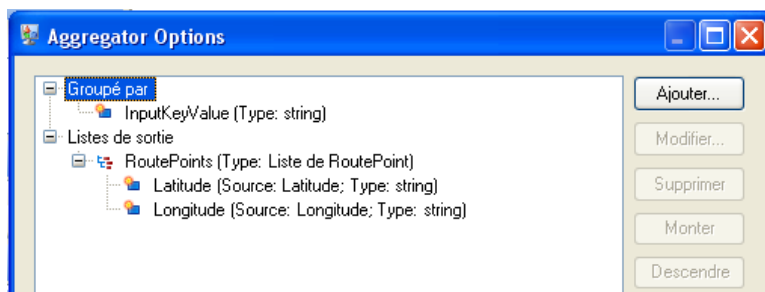 Aggregator Options
Groupé par
InputKeyValue (Type: string)
Listes de sortie
RoutePoints (Type: Liste de RoutePoint)
Latitude (Source: Latitude; Type: string)
Longitude (Source: Longitude; Type: string)
Ajouter...
Modifier...
Supprimer
Monter
Descendre